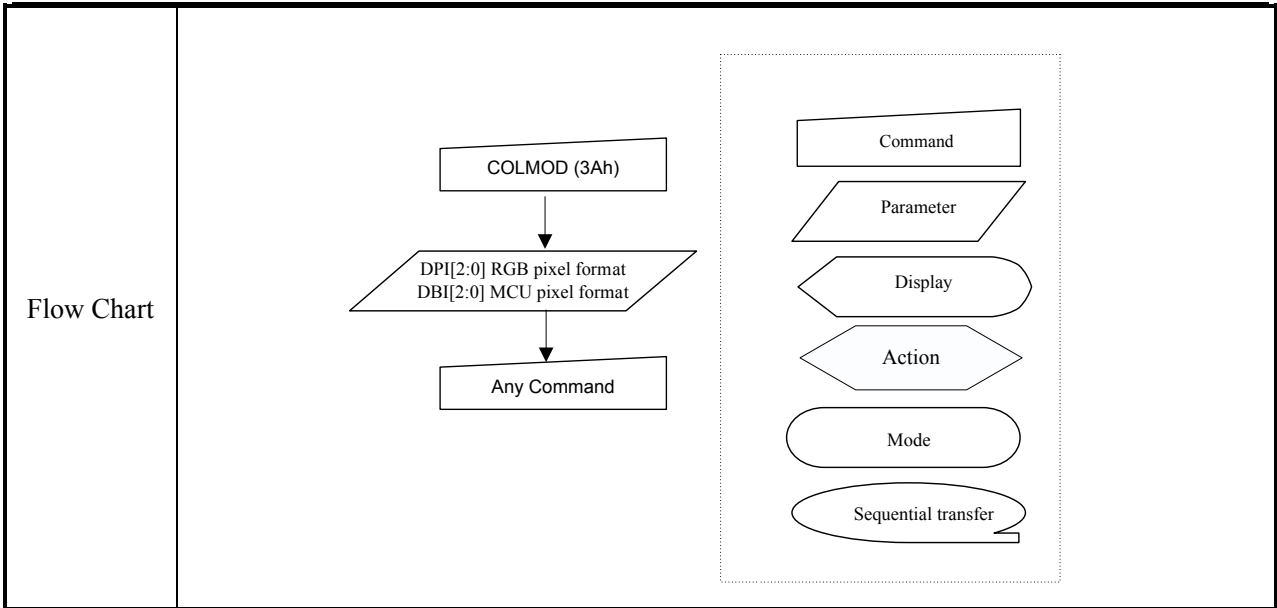 Flow Chart
COLMOD (3Ah)
DPI[2:0] RGB pixel format
DBI[2:0] MCU pixel format
Any Command
Command
Parameter
Display
Action
Mode
Sequential transfer